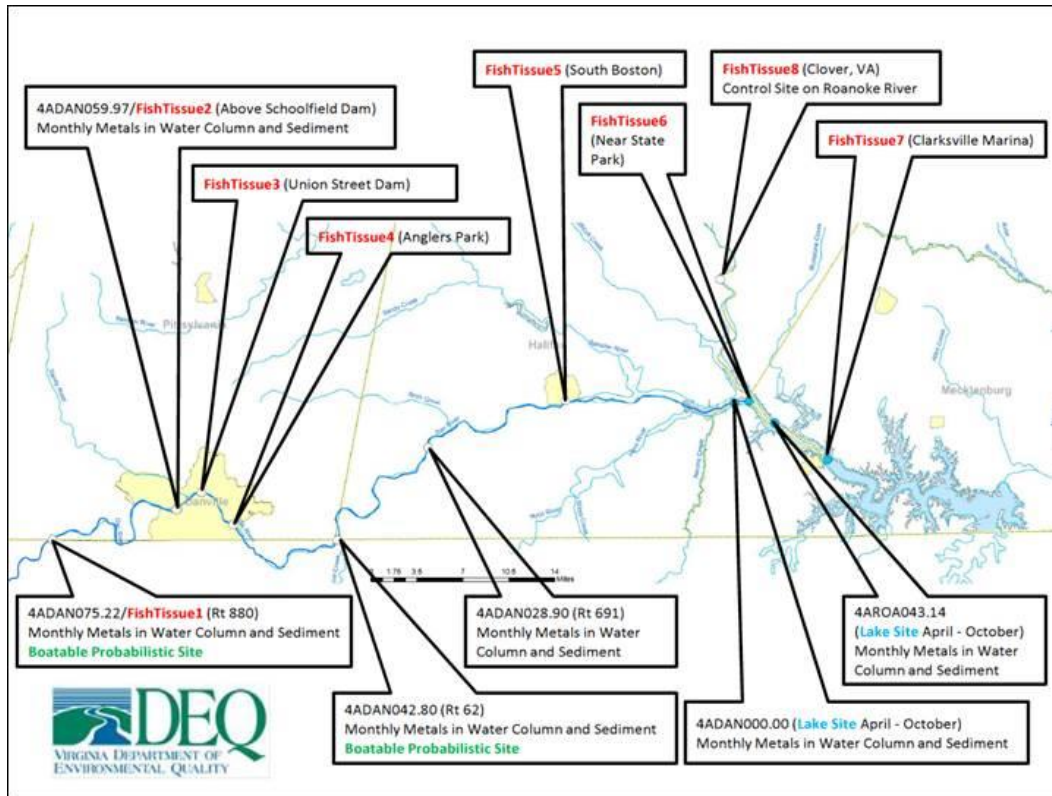 FishTissue5 (South Boston)
FishTissue8 (Clover, VA)
Control Site on Roanoke River
4ADAN059.97/FishTissue2 (Above Schoolfield Dam)
Monthly Metals in Water Column and Sediment
FishTissue6
(Near State
Park)
FishTissue7 (Clarksville Marina)
FishTissue3 (Union Street Dam)
FishTissue4 (Anglers Park)
Mecklenburg
14
Miles
4ADAN075.22/FishTissue1 (Rt 880)
Monthly Metals in Water Column and Sediment
Boatable Probabilistic Site
4ADAN028.90 (Rt 691)
Monthly Metals in Water
Column and Sediment
4AROA043.14
(Lake Site April - October)
Monthly Metals in Water
Column and Sediment
4ADAN042.80 (Rt 62)
Monthly Metals in Water Column and Sediment
Boatable Probabilistic Site
4ADAN000.00 (Lake Site April - October)
Monthly Metals in Water Column and Sediment
DEQ
VIRGINIA DEPARTMENT OF
ENVIRONMENTAL QUALITY